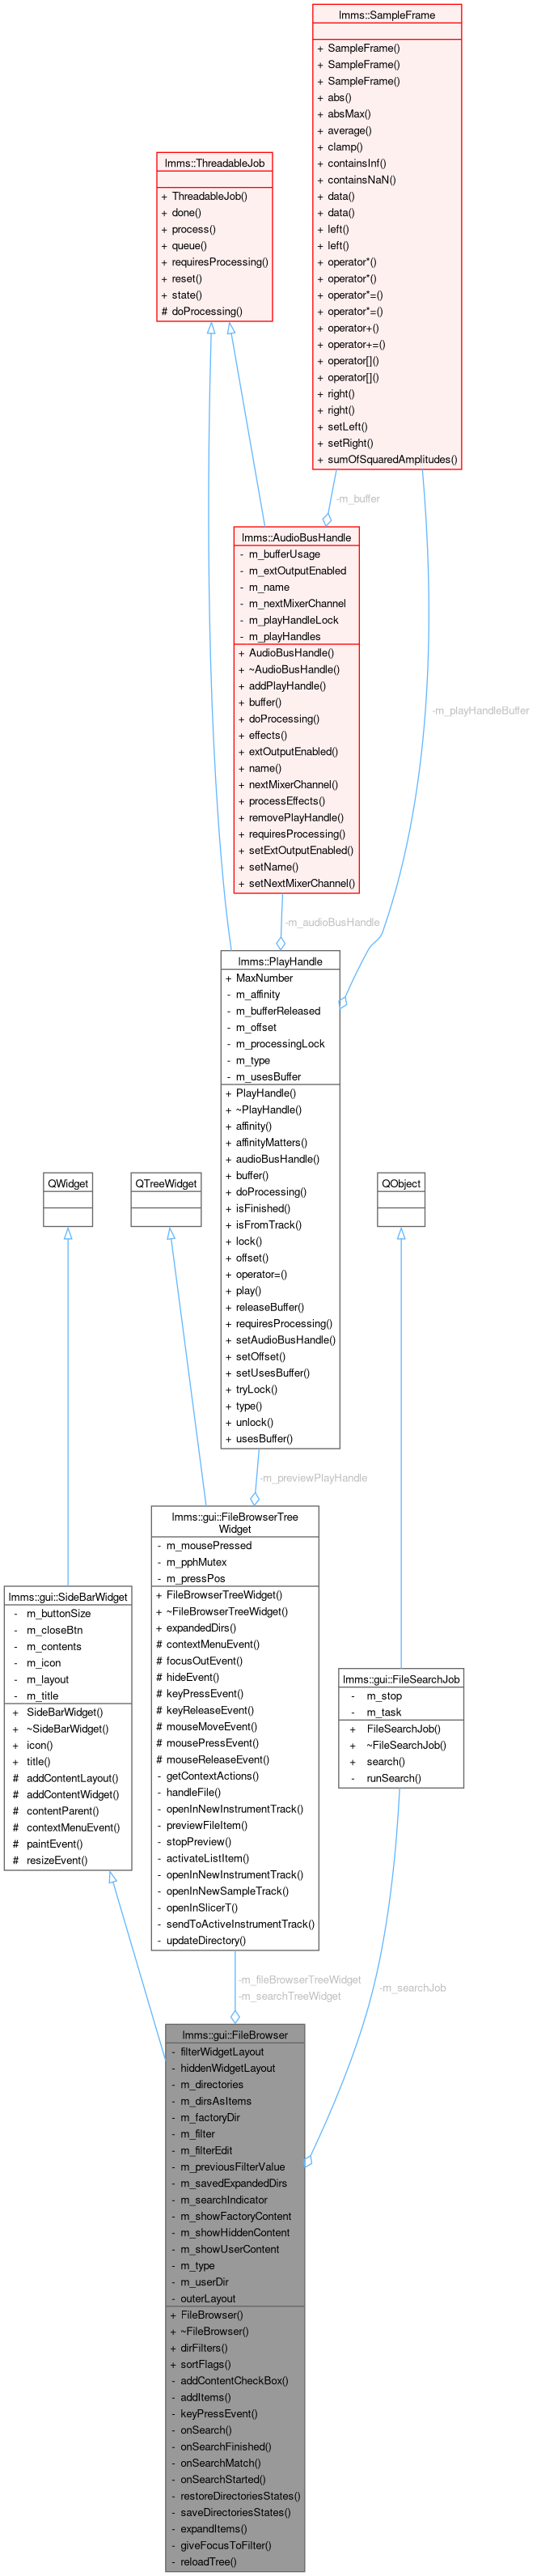 lmms::SampleFrame
+ SampleFrame()
+ SampleFrame()
+ SampleFrame()
+ abs()
+ absMax()
+ average()
+ clamp()
+ containsInf()
+ containsNaN()
+ data()
+ data()
+ left()
+ left()
+ operator*()
+ operator*()
+ operator*=()
+ operator*=()
+ operator+()
+ operator+=()
+ operator[]()
+ operator[]()
+ right()
+ right()
+ setLeft()
+ setRight()
+ sumOfSquaredAmplitudes()
lmms::ThreadableJob
+ ThreadableJob()
+ done()
+ process()
+ queue()
+ requiresProcessing()
+ reset()
+ state()
# doProcessing()
-m_buffer
lmms::AudioBusHandle
- m_bufferUsage
- m_extOutputEnabled
- m_name
- m_nextMixerChannel
- m_playHandleLock
- m_playHandles
+ AudioBusHandle()
+ ~AudioBusHandle()
+ addPlayHandle()
+ buffer()
+ doProcessing()
+ effects()
+ extOutputEnabled()
+ name()
+ nextMixerChannel()
+ processEffects()
+ removePlayHandle()
+ requiresProcessing()
+ setExtOutputEnabled()
+ setName()
+ setNextMixerChannel()
-m_playHandleBuffer
-m_audioBusHandle
lmms::PlayHandle
+ MaxNumber
- m_affinity
- m_bufferReleased
- m_offset
- m_processingLock
- m_type
- m_usesBuffer
+ PlayHandle()
+ ~PlayHandle()
+ affinity()
+ affinityMatters()
+ audioBusHandle()
+ buffer()
+ doProcessing()
+ isFinished()
+ isFromTrack()
+ lock()
+ offset()
+ operator=()
+ play()
+ releaseBuffer()
+ requiresProcessing()
+ setAudioBusHandle()
+ setOffset()
+ setUsesBuffer()
+ tryLock()
+ type()
+ unlock()
+ usesBuffer()
QWidget
QTreeWidget
QObject
-m_previewPlayHandle
lmms::gui::FileBrowserTree
Widget
- m_mousePressed
- m_pphMutex
- m_pressPos
+ FileBrowserTreeWidget()
+ ~FileBrowserTreeWidget()
+ expandedDirs()
# contextMenuEvent()
# focusOutEvent()
# hideEvent()
# keyPressEvent()
# keyReleaseEvent()
# mouseMoveEvent()
# mousePressEvent()
# mouseReleaseEvent()
- getContextActions()
- handleFile()
- openInNewInstrumentTrack()
- previewFileItem()
- stopPreview()
- activateListItem()
- openInNewInstrumentTrack()
- openInNewSampleTrack()
- openInSlicerT()
- sendToActiveInstrumentTrack()
- updateDirectory()
lmms::gui::SideBarWidget
- m_buttonSize
- m_closeBtn
- m_contents
- m_icon
- m_layout
- m_title
+ SideBarWidget()
+ ~SideBarWidget()
+ icon()
+ title()
# addContentLayout()
# addContentWidget()
# contentParent()
# contextMenuEvent()
# paintEvent()
# resizeEvent()
lmms::gui::FileSearchJob
- m_stop
- m_task
+ FileSearchJob()
+ ~FileSearchJob()
+ search()
- runSearch()
-m_fileBrowserTreeWidget
-m_searchTreeWidget
-m_searchJob
lmms::gui::FileBrowser
- filterWidgetLayout
- hiddenWidgetLayout
- m_directories
- m_dirsAsItems
- m_factoryDir
- m_filter
- m_filterEdit
- m_previousFilterValue
- m_savedExpandedDirs
- m_searchIndicator
- m_showFactoryContent
- m_showHiddenContent
- m_showUserContent
- m_type
- m_userDir
- outerLayout
+ FileBrowser()
+ ~FileBrowser()
+ dirFilters()
+ sortFlags()
- addContentCheckBox()
- addItems()
- keyPressEvent()
- onSearch()
- onSearchFinished()
- onSearchMatch()
- onSearchStarted()
- restoreDirectoriesStates()
- saveDirectoriesStates()
- expandItems()
- giveFocusToFilter()
- reloadTree()